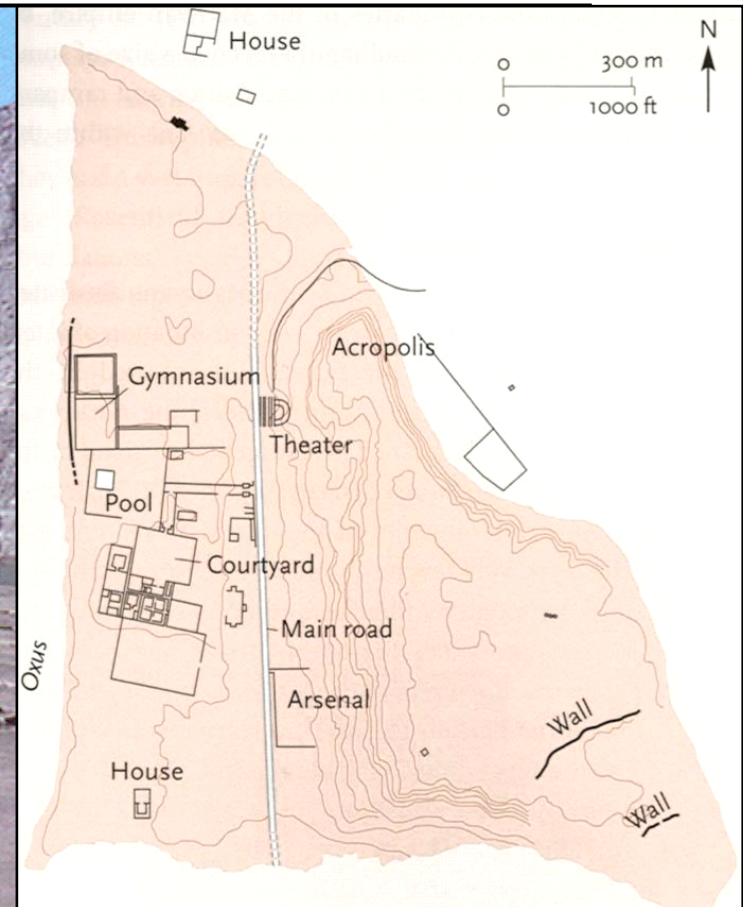 House
N
0 300 m
0 1000 ft
Acropolis
Gymnasium
Theater
Pool
Courtyard
Main road
Oxus
Arsenal
Wall
House
Wall